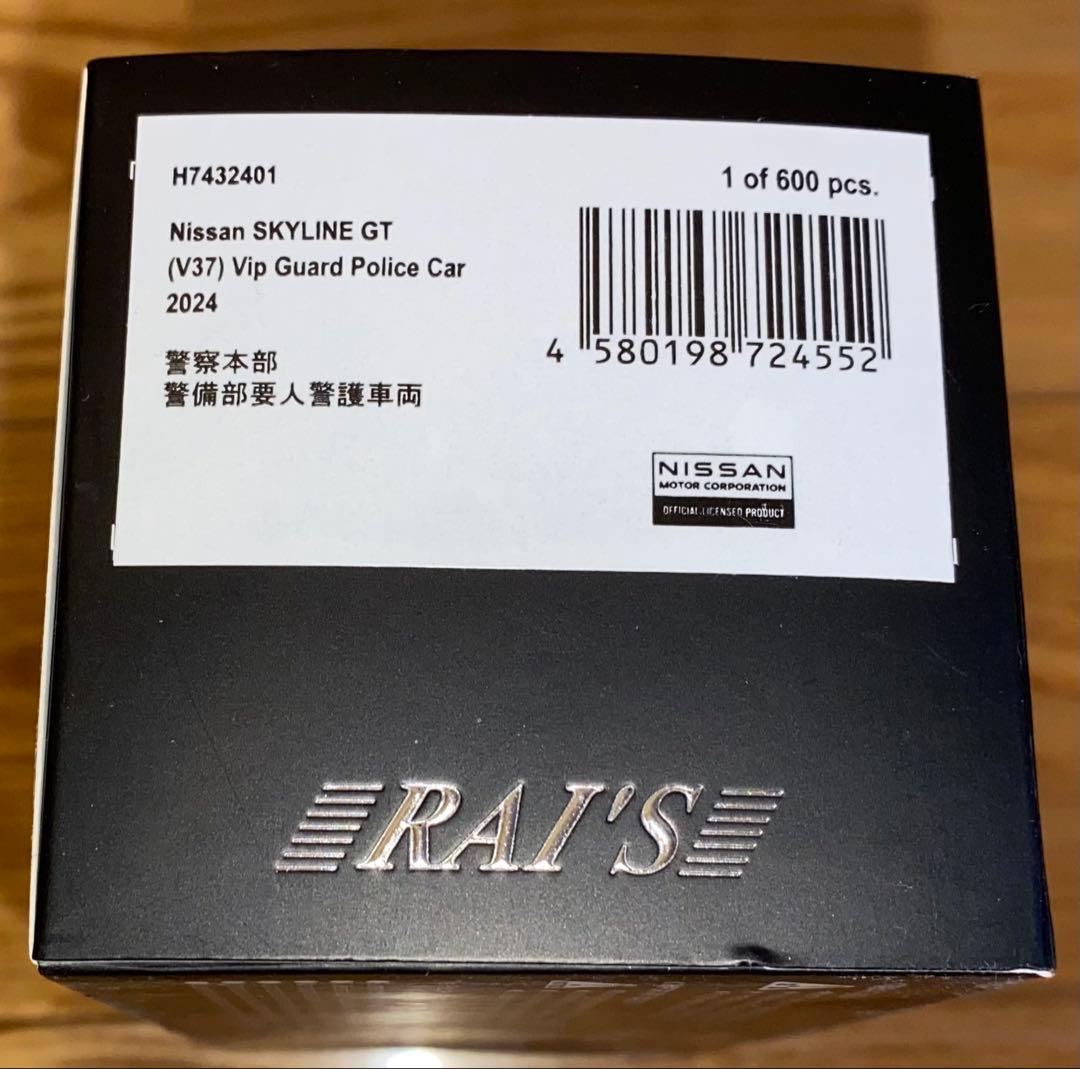 H7432401
1 of 600 pcs.
Nissan SKYLINE GT
(V37) Vip Guard Police Car
2024
警察本部
警備部要人警護車両
4 580198 724552
NISSAN
MOTOR CORPORATION
OFFICIAL LICENSED PRODUCT
RAI'S